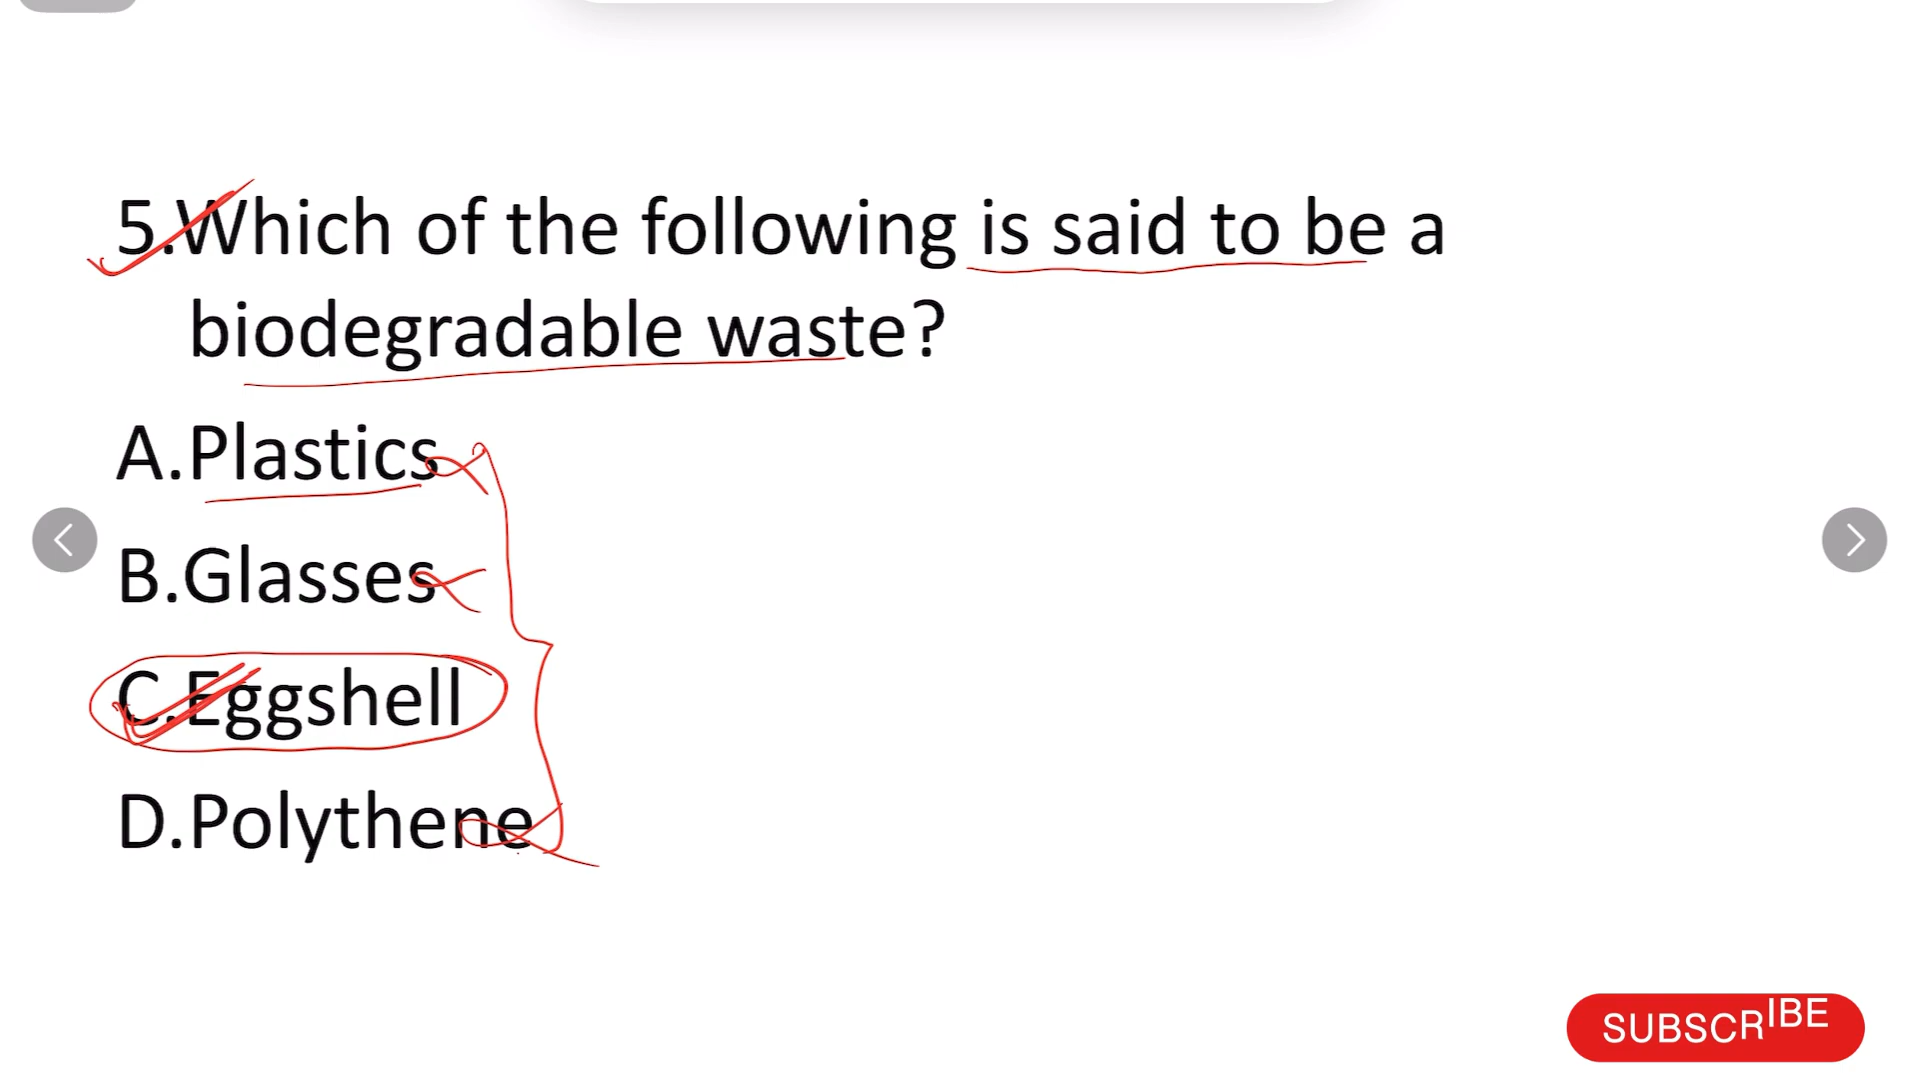 5.Which of the following is said to be a
biodegradable waste?
A.Plastics
B.Glasses
C.Eggshell
D.Polythene
SUBSCRIBE